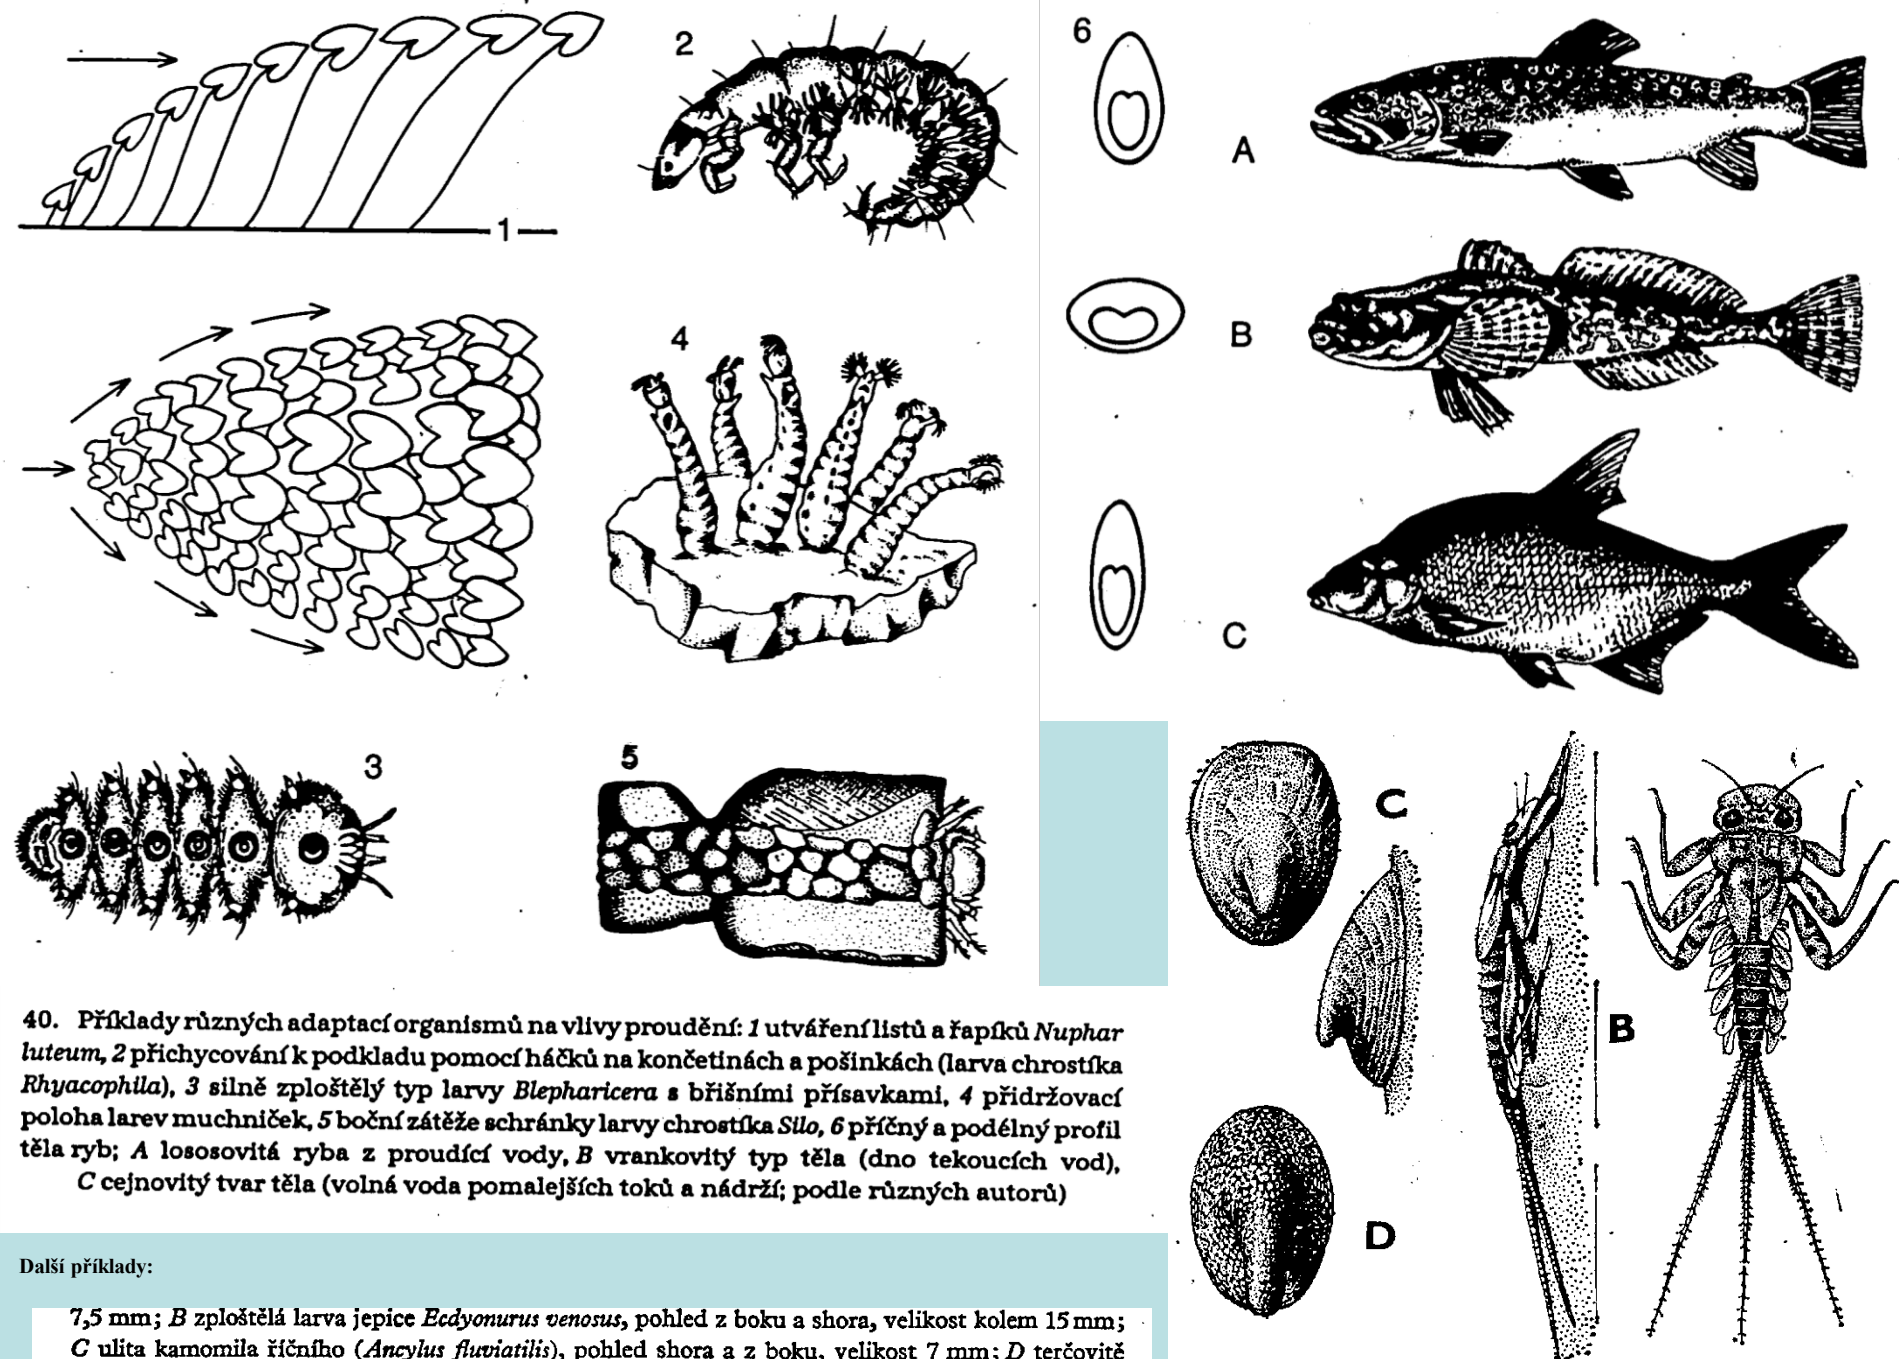 2
6
A
1
B
4
C
3
5
C
B
D
40. Příklady různých adaptací organismů na vlivy proudění: 1 utváření listů a řapíků Nuphar
luteum, 2 přichycování k podkladu pomocí háčků na končetinách a pošinkách (larva chrostíka
Rhyacophila), 3 silně zploštělý typ larvy Blepharicera s břišními přísavkami, 4 přidržovací
poloha larev muchniček, 5 boční zátěže schránky larvy chrostíka Silo, 6 příčný a podélný profil
těla ryb; A lososovitá ryba z proudící vody, B vrankovitý typ těla (dno tekoucích vod),
C cejnovitý tvar těla (volná voda pomalejších toků a nádrží; podle různých autorů)
Další příklady:
7,5 mm; B zploštělá larva jepice Ecdyonurus venosus, pohled z boku a shora, velikost kolem 15 mm;
C ulita kamomila říčního (Ancylus fluviatilis), pohled shora a z boku, velikost 7 mm; D terčovitě